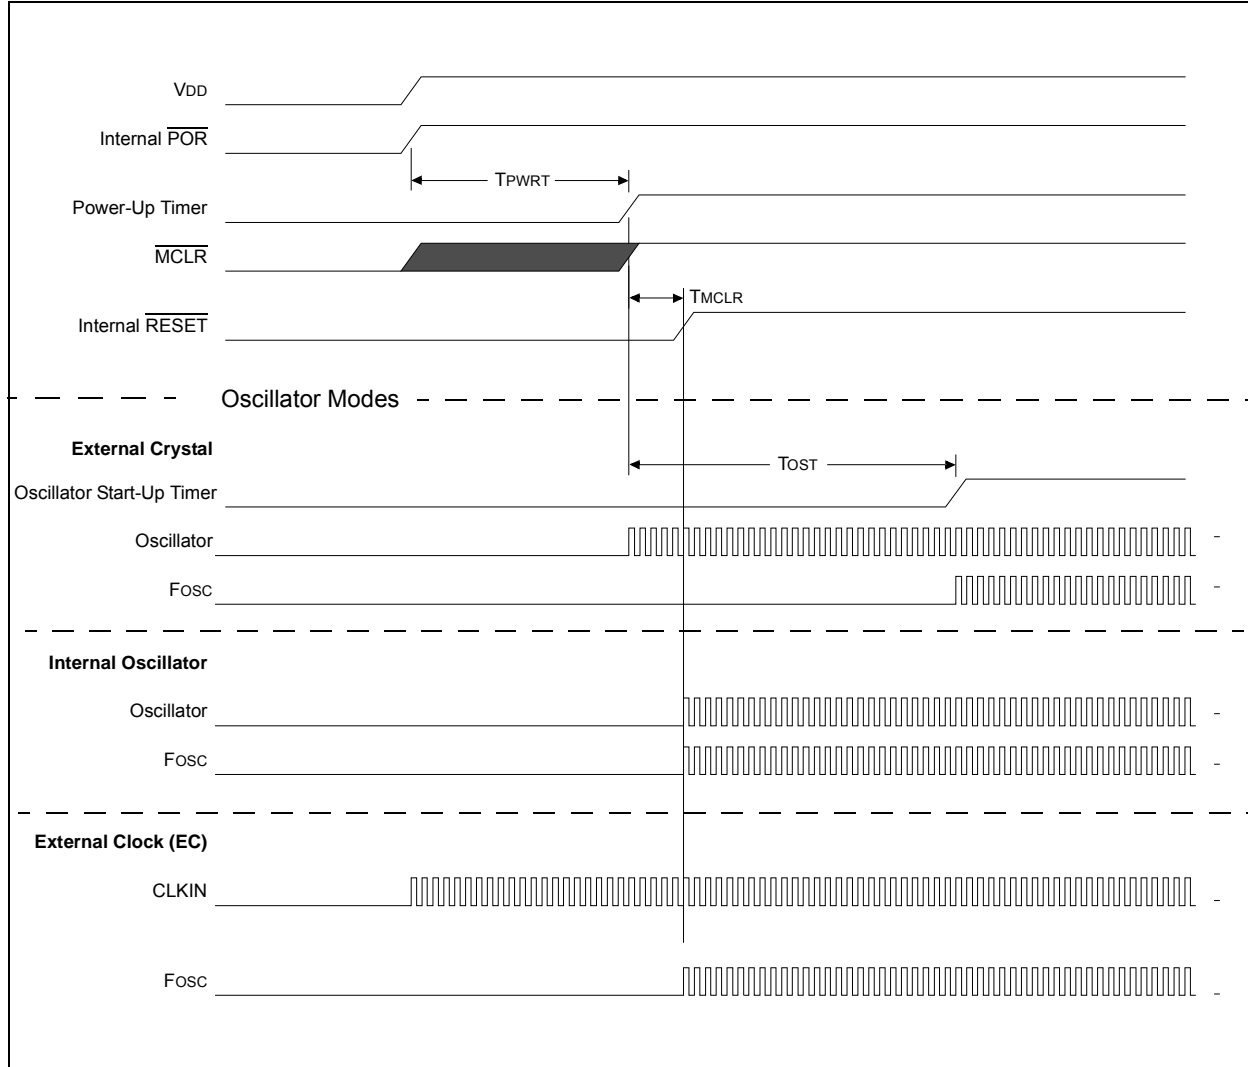 VDD
Internal POR
TPWRT
Power-Up Timer
MCLR
TMCLR
Internal RESET
Oscillator Modes
External Crystal
TOST
Oscillator Start-Up Timer
Oscillator
FOSC
Internal Oscillator
Oscillator
FOSC
External Clock (EC)
CLKIN
FOSC